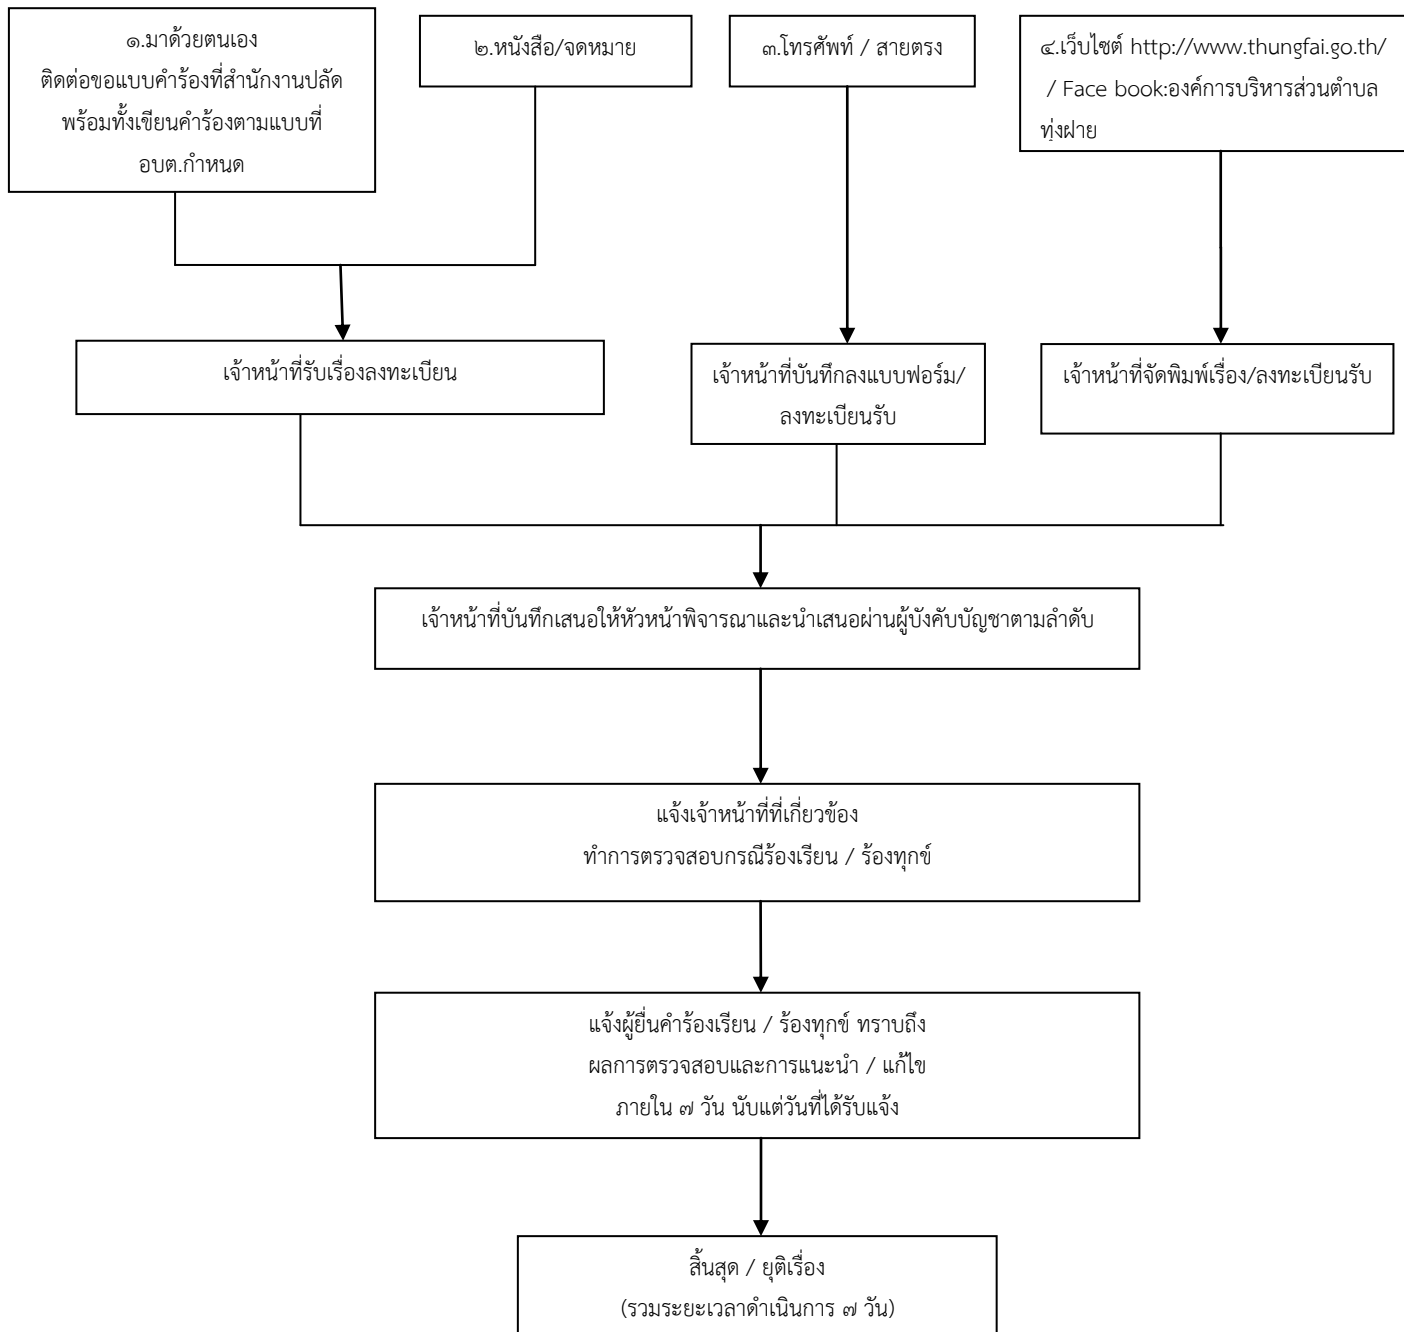 ๑.มาด้วยตนเอง
ติดต่อขอแบบคำร้องที่สำนักงานปลัด
พร้อมทั้งเขียนคำร้องตามแบบที่
อบต.กำหนด
๒.หนังสือ/จดหมาย
๓.โทรศัพท์ / สายตรง
๔.เว็บไซต์ http://www.thungfai.go.th/
/ Face book:องค์การบริหารส่วนตำบล
ทุ่งฝาย
เจ้าหน้าที่รับเรื่องลงทะเบียน
เจ้าหน้าที่บันทึกลงแบบฟอร์ม/
ลงทะเบียนรับ
เจ้าหน้าที่จัดพิมพ์เรื่อง/ลงทะเบียนรับ
เจ้าหน้าที่บันทึกเสนอให้หัวหน้าพิจารณาและนำเสนอผ่านผู้บังคับบัญชาตามลำดับ
แจ้งเจ้าหน้าที่ที่เกี่ยวข้อง
ทำการตรวจสอบกรณีร้องเรียน / ร้องทุกข์
แจ้งผู้ยื่นคำร้องเรียน / ร้องทุกข์ ทราบถึง
ผลการตรวจสอบและการแนะนำ / แก้ไข
ภายใน ๗ วัน นับแต่วันที่ได้รับแจ้ง
สิ้นสุด / ยุติเรื่อง
(รวมระยะเวลาดำเนินการ ๗ วัน)